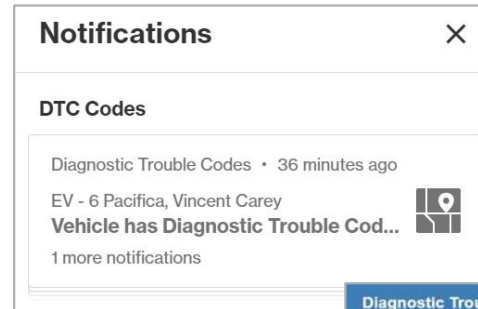 Notifications
DTC Codes
Diagnostic Trouble Codes • 36 minutes ago
EV - 6 Pacifica, Vincent Carey
Vehicle has Diagnostic Trouble Cod...
1 more notifications
Diagnostic Trou